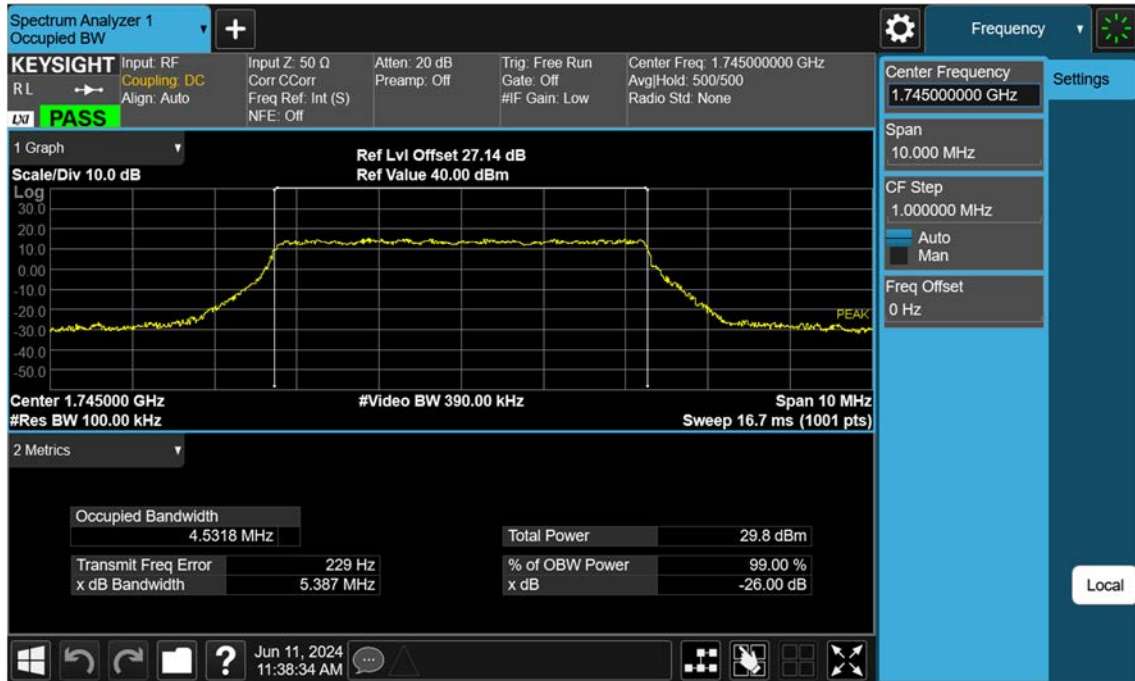 Spectrum Analyzer 1
Occupied BW
Frequency
KEYSIGHT
R L
LXI
PASS
Input: RF
Coupling: DC
Align: Auto
Input Z: 50 Ω
Corr CCorr
Freq Ref: Int (S)
NFE: Off
Atten: 20 dB
Preamp: Off
Trig: Free Run
Gate: Off
#IF Gain: Low
Center Freq: 1.745000000 GHz
Avg|Hold: 500/500
Radio Std: None
Center Frequency
1.745000000 GHz
Settings
Span
10.000 MHz
CF Step
1.000000 MHz
Auto
Man
Freq Offset
0 Hz
Local
1 Graph
Scale/Div 10.0 dB
Ref Lvl Offset 27.14 dB
Ref Value 40.00 dBm
Log
30.0
20.0
10.0
0.00
-10.0
-20.0
-30.0
-40.0
-50.0
PEAK
Center 1.745000 GHz
#Video BW 390.00 kHz
Span 10 MHz
#Res BW 100.00 kHz
Sweep 16.7 ms (1001 pts)
2 Metrics
Occupied Bandwidth
4.5318 MHz
Total Power 29.8 dBm
Transmit Freq Error 229 Hz
% of OBW Power 99.00 %
x dB Bandwidth 5.387 MHz
x dB -26.00 dB
?
Jun 11, 2024
11:38:34 AM